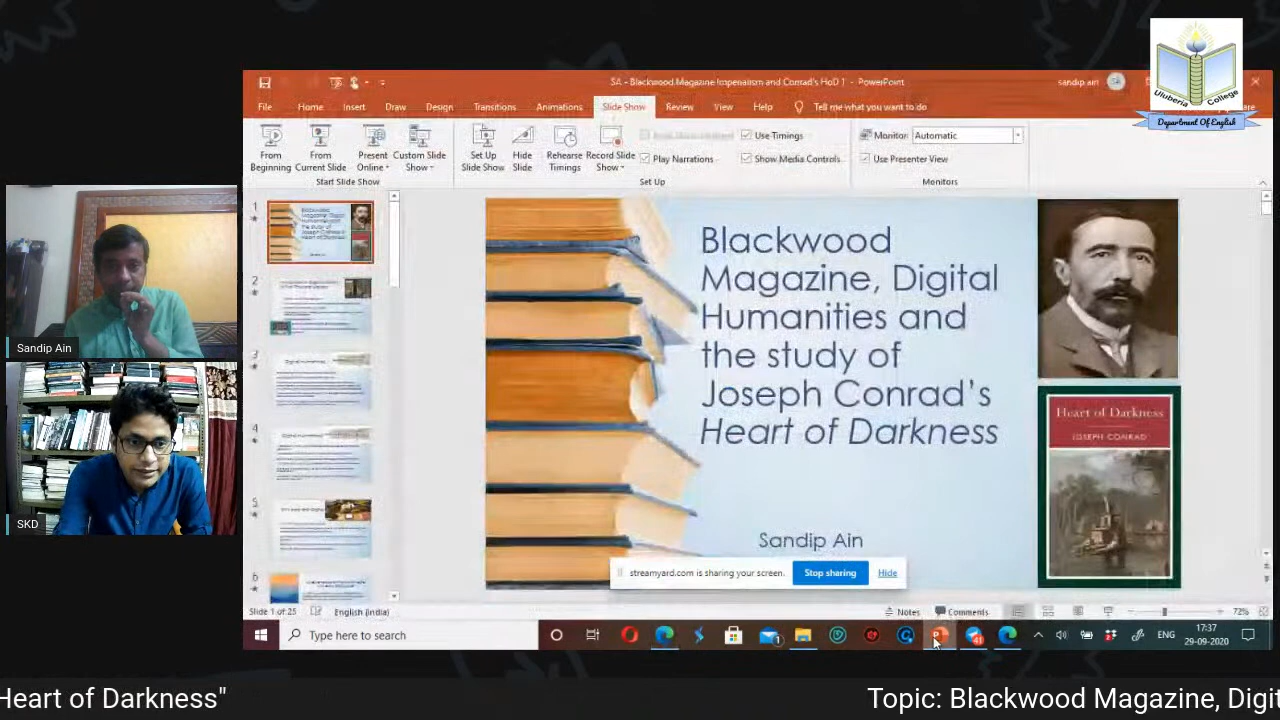 Uluberia College
Department Of English
SA - Blackwood Magazine Imperialism and Conrad's HoD 1 - PowerPoint
sandip ain
File Home Insert Draw Design Transitions Animations Slide Show Review View Help Tell me what you want to do
From Beginning
From Current Slide
Present Online
Custom Slide Show
Set Up Slide Show
Hide Slide
Rehearse Timings
Record Slide Show
Use Timings
Play Narrations
Show Media Controls
Monitor: Automatic
Use Presenter View
Start Slide Show
Set Up
Monitors
1
2
3
4
5
6
Blackwood
Magazine, Digital
Humanities and
the study of
Joseph Conrad's
Heart of Darkness
Sandip Ain
Heart of Darkness
JOSEPH CONRAD
Sandip Ain
SKD
streamyard.com is sharing your screen.
Stop sharing
Hide
Slide 1 of 25
English (India)
Notes
Comments
72%
Type here to search
ENG
17:37
29-09-2020
Heart of Darkness"
Topic: Blackwood Magazine, Digit